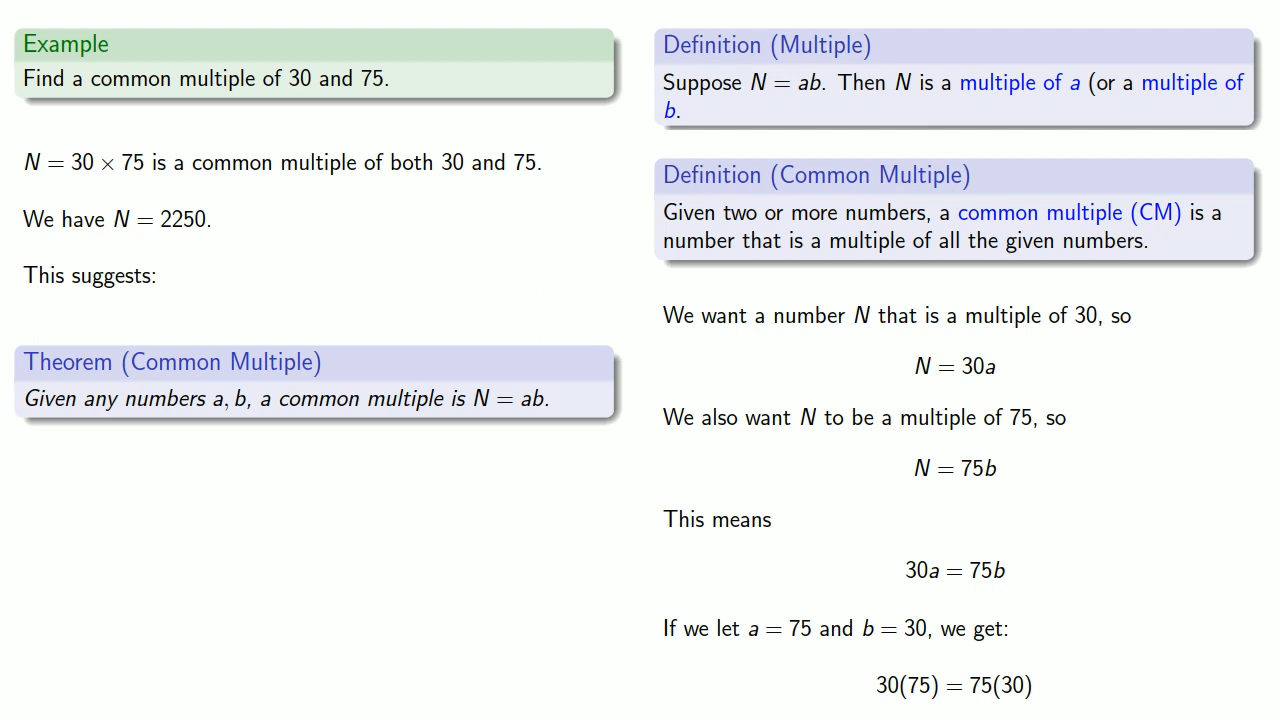 Example
Find a common multiple of 30 and 75.
N = 30 × 75 is a common multiple of both 30 and 75.
We have N = 2250.
This suggests:
Theorem (Common Multiple)
Given any numbers a, b, a common multiple is N = ab.
Definition (Multiple)
Suppose N = ab. Then N is a multiple of a (or a multiple of
b.
Definition (Common Multiple)
Given two or more numbers, a common multiple (CM) is a
number that is a multiple of all the given numbers.
We want a number N that is a multiple of 30, so
N = 30a
We also want N to be a multiple of 75, so
N = 75b
This means
30a = 75b
If we let a = 75 and b = 30, we get:
30(75) = 75(30)